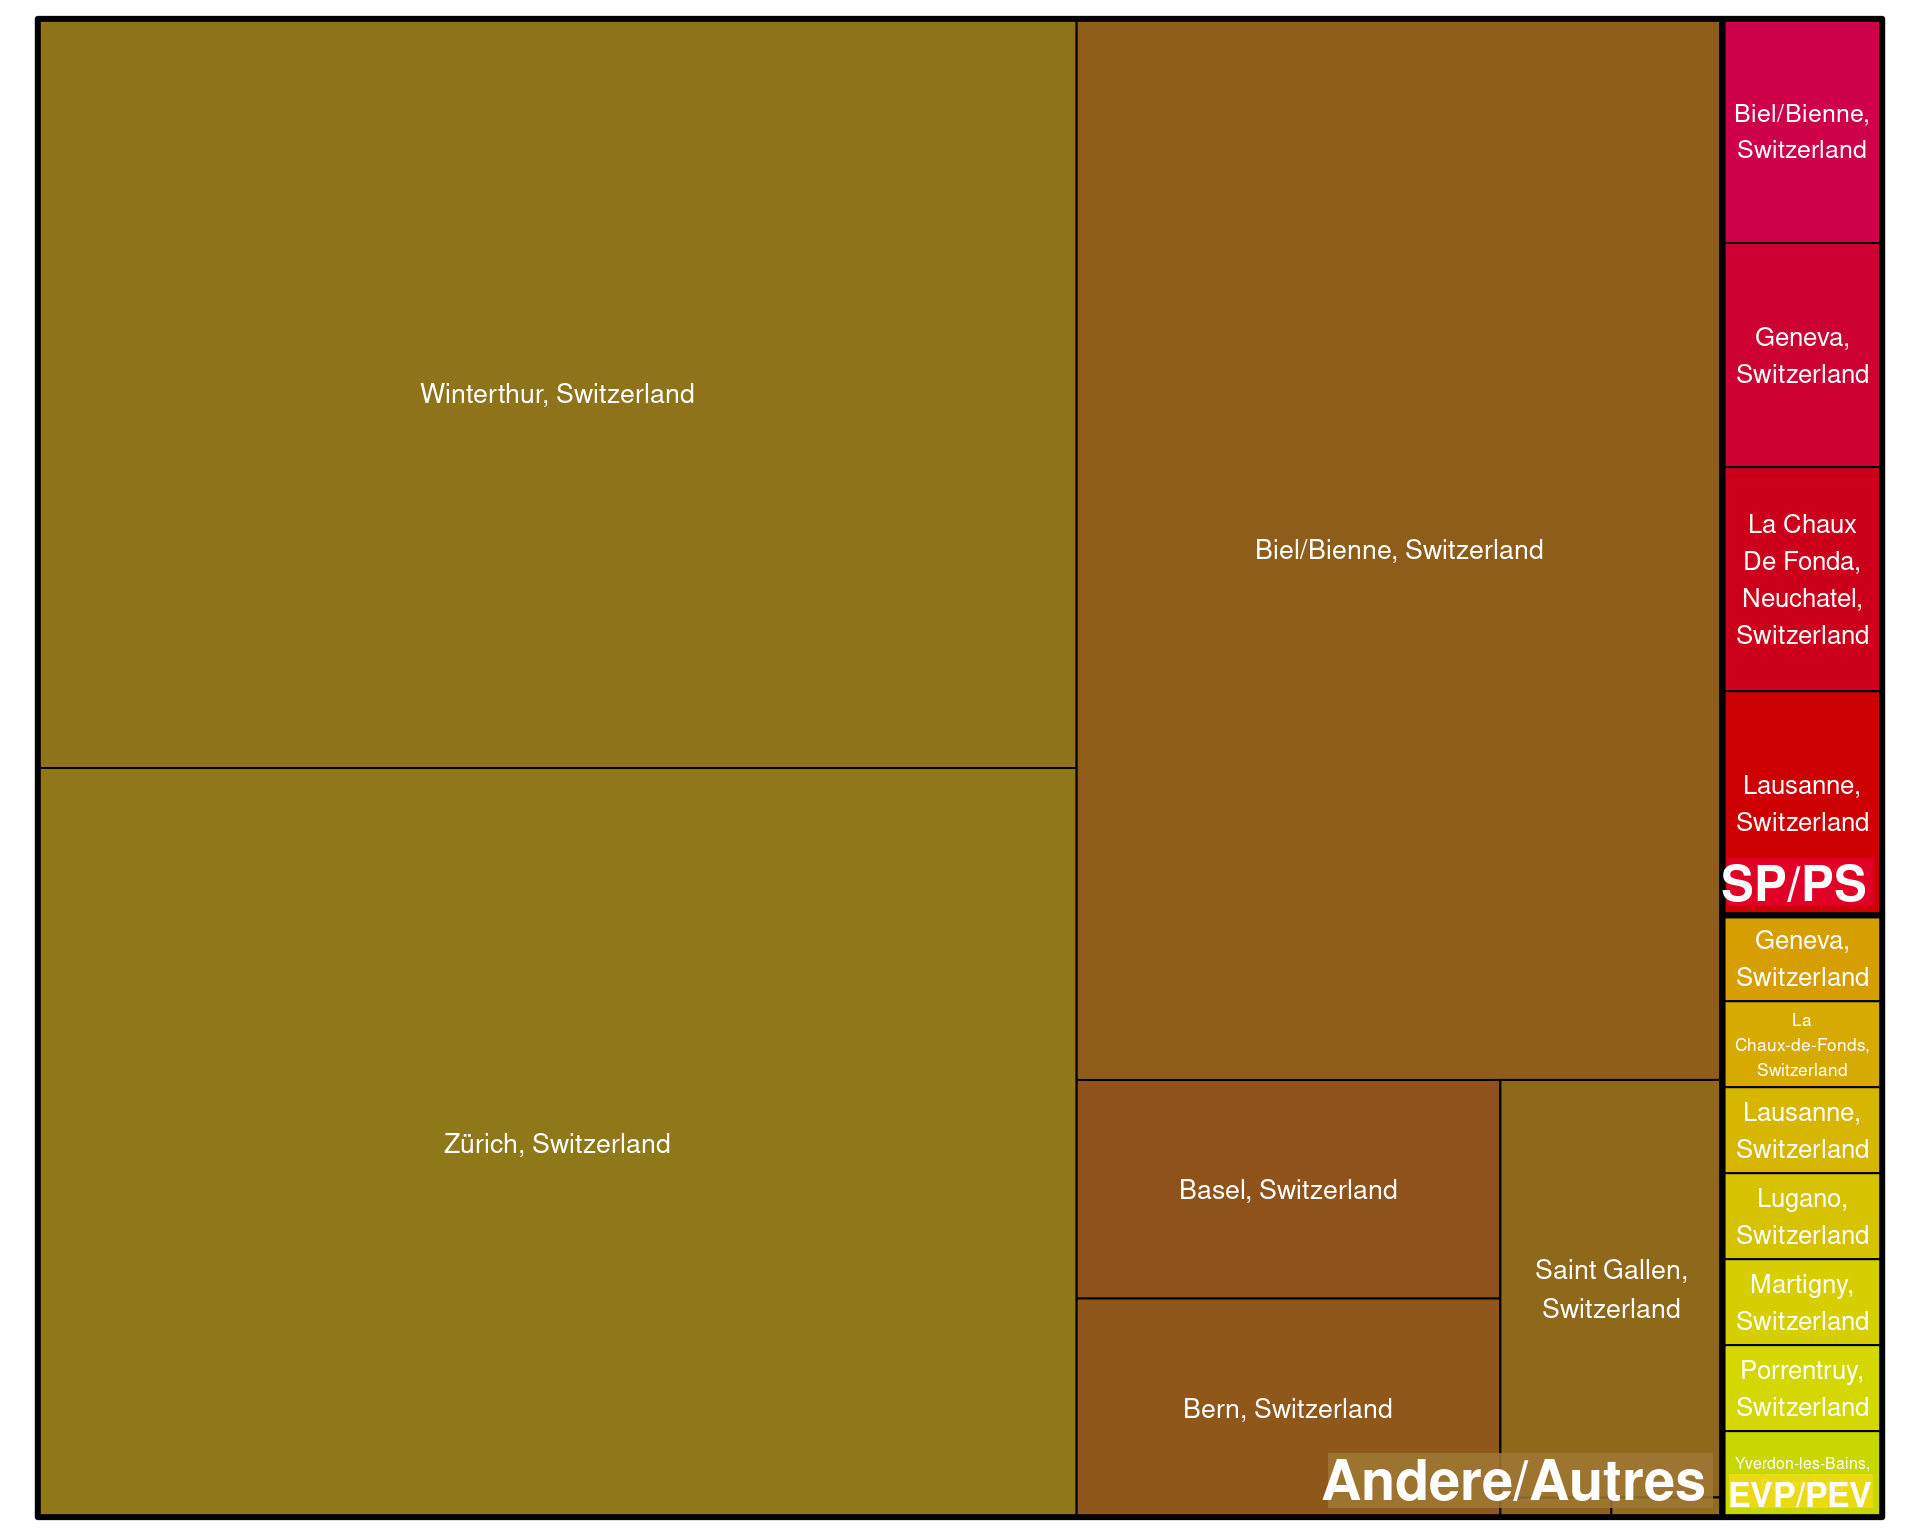 Winterthur, Switzerland
Zürich, Switzerland
Biel/Bienne, Switzerland
Basel, Switzerland
Bern, Switzerland
Saint Gallen,
Switzerland
Andere/Autres
Biel/Bienne,
Switzerland
Geneva,
Switzerland
La Chaux
De Fonda,
Neuchatel,
Switzerland
Lausanne,
Switzerland
SP/PS
Geneva,
Switzerland
La
Chaux-de-Fonds,
Switzerland
Lausanne,
Switzerland
Lugano,
Switzerland
Martigny,
Switzerland
Porrentruy,
Switzerland
Yverdon-les-Bains,
EVP/PEV